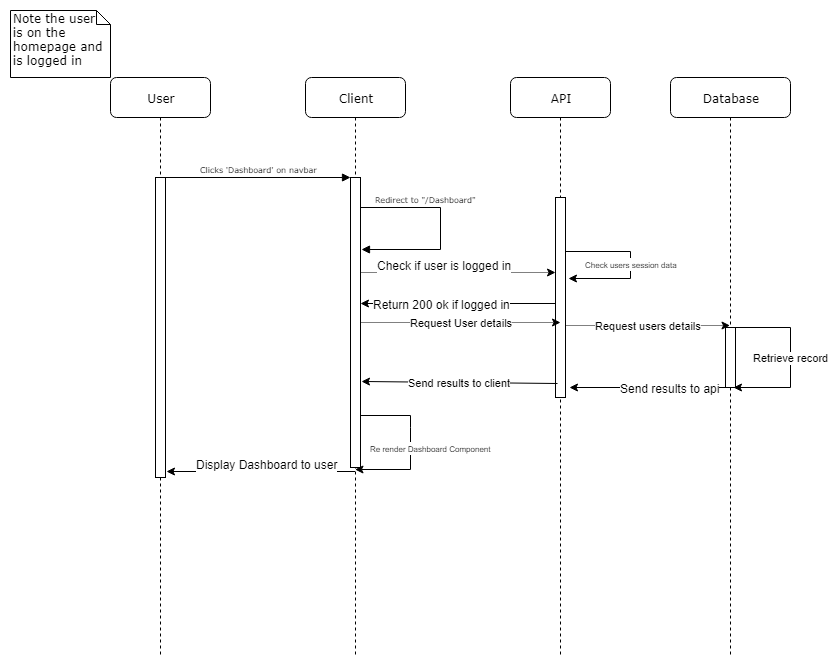 Note the user
is on the
homepage and
is logged in
User
Client
API
Database
Clicks 'Dashboard' on navbar
Redirect to "/Dashboard"
Check if user is logged in
Check users session data
Return 200 ok if logged in
Request User details
Request users details
Retrieve record
Send results to client
Send results to api
Re render Dashboard Component
Display Dashboard to user